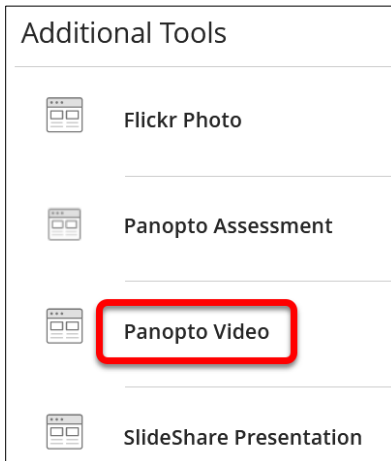 Additional Tools
Flickr Photo
Panopto Assessment
Panopto Video
SlideShare Presentation